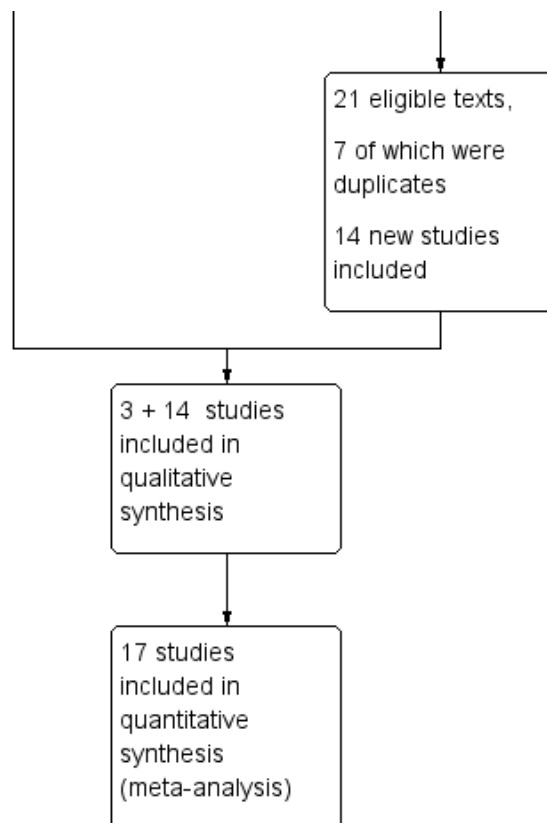 21 eligible texts,
7 of which were
duplicates
14 new studies
included
3 + 14 studies
included in
qualitative
synthesis
17 studies
included in
quantitative
synthesis
(meta-analysis)